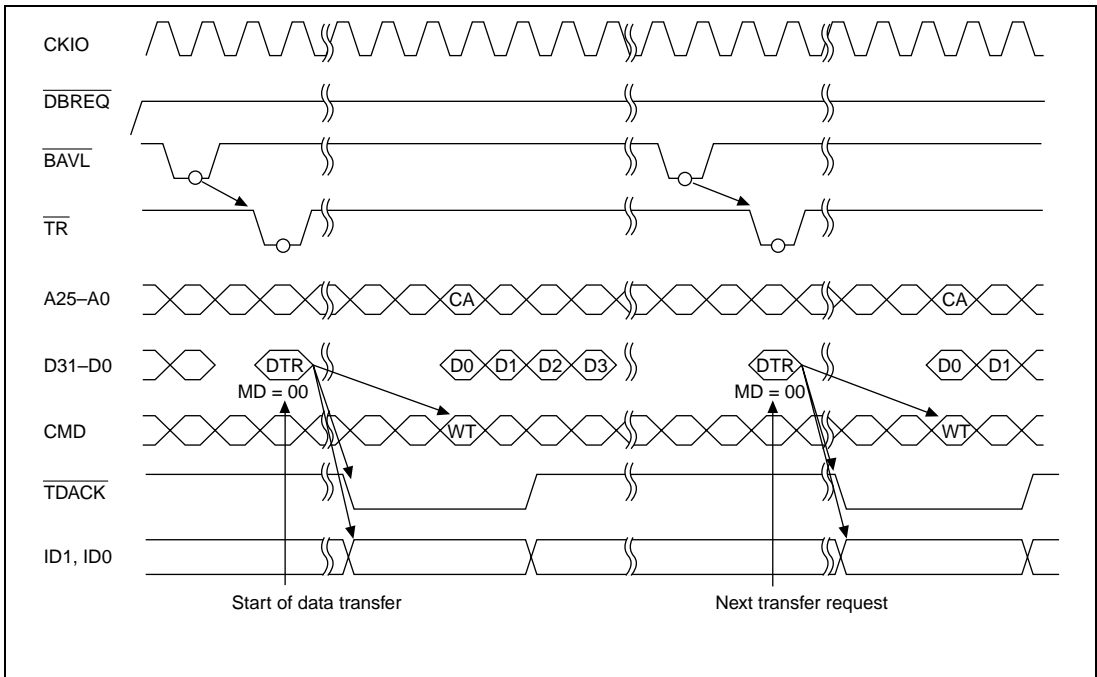 CKIO
DBREQ
BAVL
TR
A25–A0 CA CA
D31–D0 DTR D0 D1 D2 D3 DTR D0 D1
MD = 00 MD = 00
CMD WT WT
TDACK
ID1, ID0
Start of data transfer Next transfer request